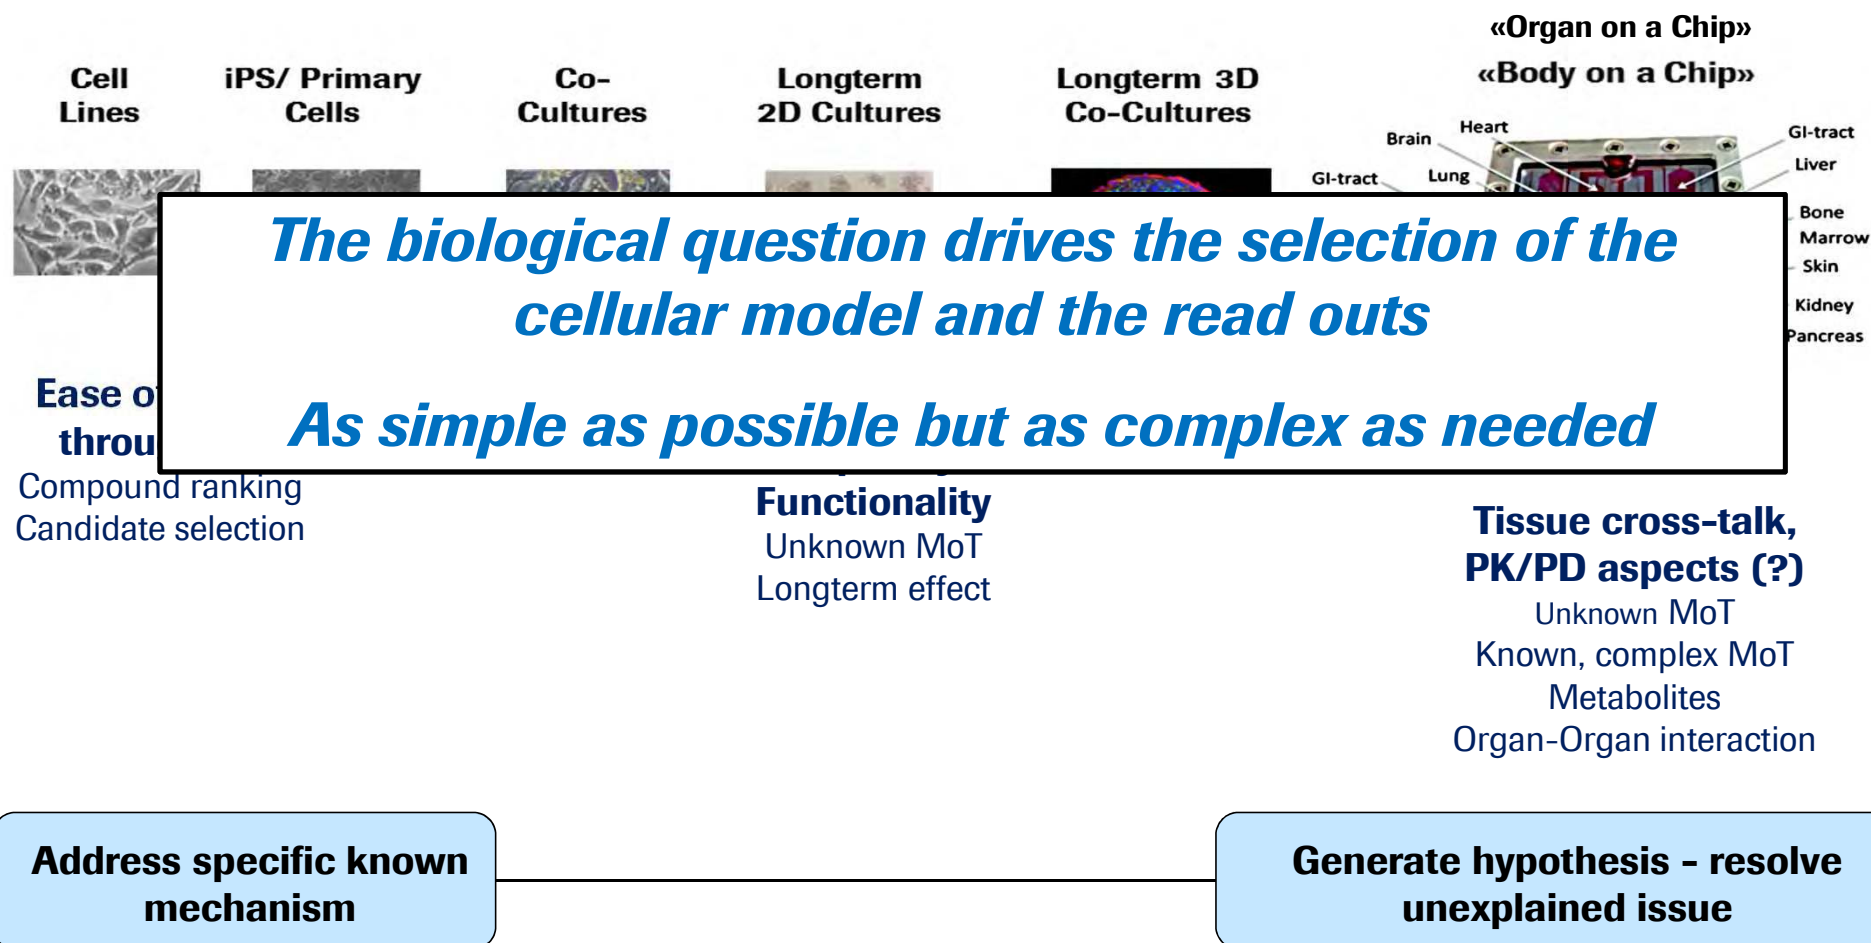 «Organ on a Chip»
«Body on a Chip»
Cell
Lines
iPS/ Primary
Cells
Co-
Cultures
Longterm
2D Cultures
Longterm 3D
Co-Cultures
Brain
Heart
GI-tract
GI-tract
Lung
Liver
Bone
Marrow
Skin
Kidney
Pancreas
The biological question drives the selection of the
cellular model and the read outs
As simple as possible but as complex as needed
Ease
Compound ranking
Candidate selection
Functionality
Unknown MoT
Longterm effect
Tissue cross-talk,
PK/PD aspects (?)
Unknown MoT
Known, complex MoT
Metabolites
Organ-Organ interaction
Address specific known
mechanism
Generate hypothesis - resolve
unexplained issue